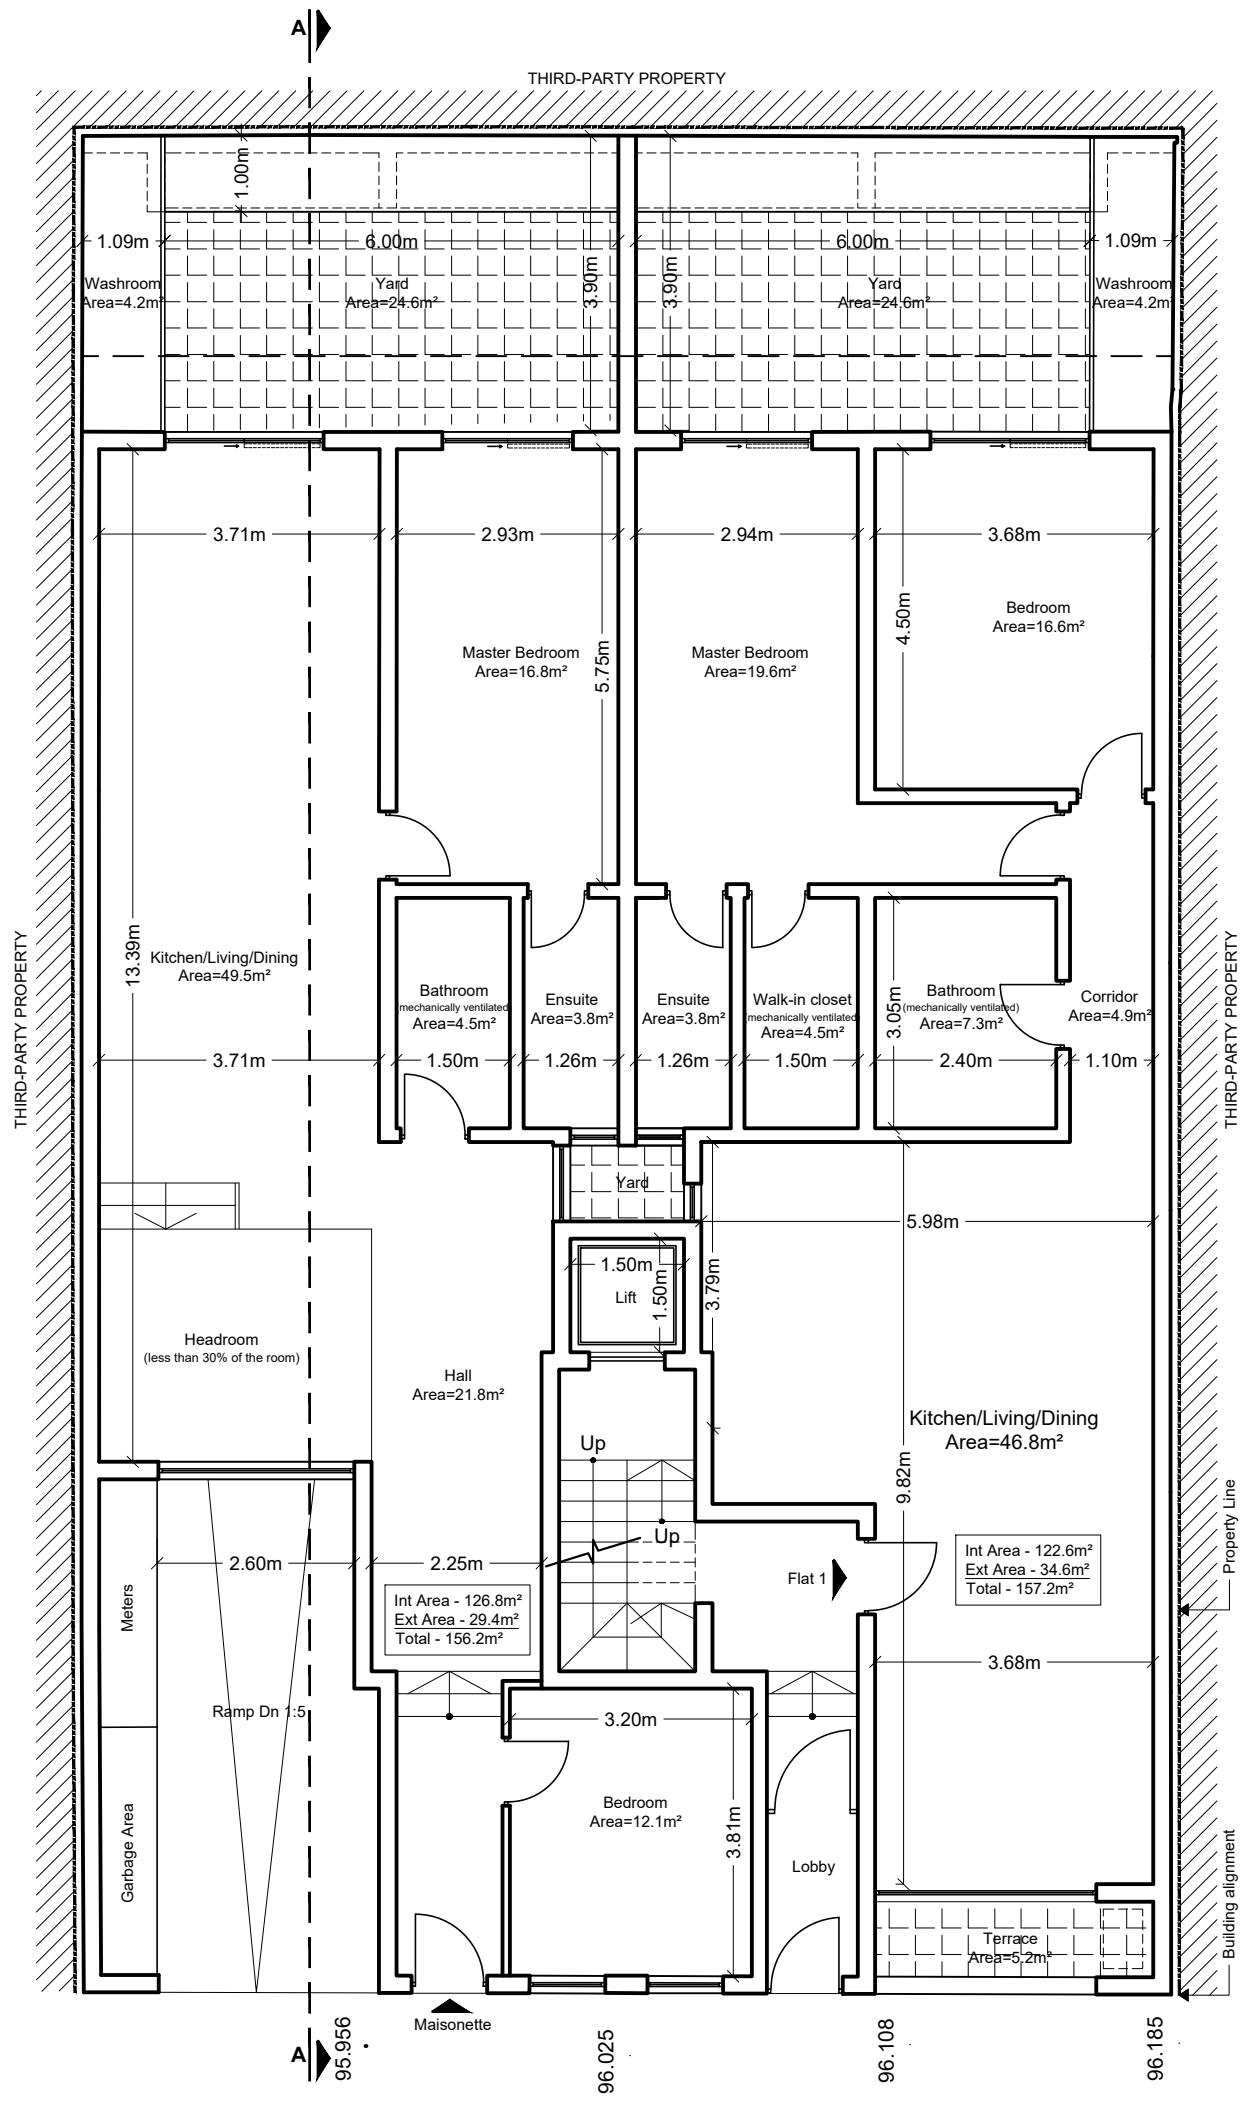 A
THIRD-PARTY PROPERTY
1.00m
1.09m
6.00m
6.00m
1.09m
Washroom
Area=4.2m²
Yard
Area=24.6m²
3.90m
3.90m
Yard
Area=24.6m²
Washroom
Area=4.2m²
3.71m
2.93m
2.94m
3.68m
4.50m
Bedroom
Area=16.6m²
Master Bedroom
Area=16.8m²
5.75m
Master Bedroom
Area=19.6m²
THIRD-PARTY PROPERTY
13.39m
Kitchen/Living/Dining
Area=49.5m²
Bathroom
(mechanically ventilated)
Area=4.5m²
Ensuite
Area=3.8m²
Ensuite
Area=3.8m²
Walk-in closet
(mechanically ventilated)
Area=4.5m²
3.05m
Bathroom
(mechanically ventilated)
Area=7.3m²
Corridor
Area=4.9m²
THIRD-PARTY PROPERTY
3.71m
1.50m
1.26m
1.26m
1.50m
2.40m
1.10m
Yard
5.98m
1.50m
1.50m
Lift
3.79m
Headroom
(less than 30% of the room)
Hall
Area=21.8m²
Kitchen/Living/Dining
Area=46.8m²
9.82m
Up
Up
Property Line
2.60m
2.25m
Flat 1
Int Area - 122.6m²
Ext Area - 34.6m²
Total - 157.2m²
Int Area - 126.8m²
Ext Area - 29.4m²
Total - 156.2m²
Meters
3.68m
Ramp Dn 1:5
3.20m
Bedroom
Area=12.1m²
3.81m
Garbage Area
Lobby
Building alignment
Terrace
Area=5.2m²
Maisonette
A
95.956
96.025
96.108
96.185